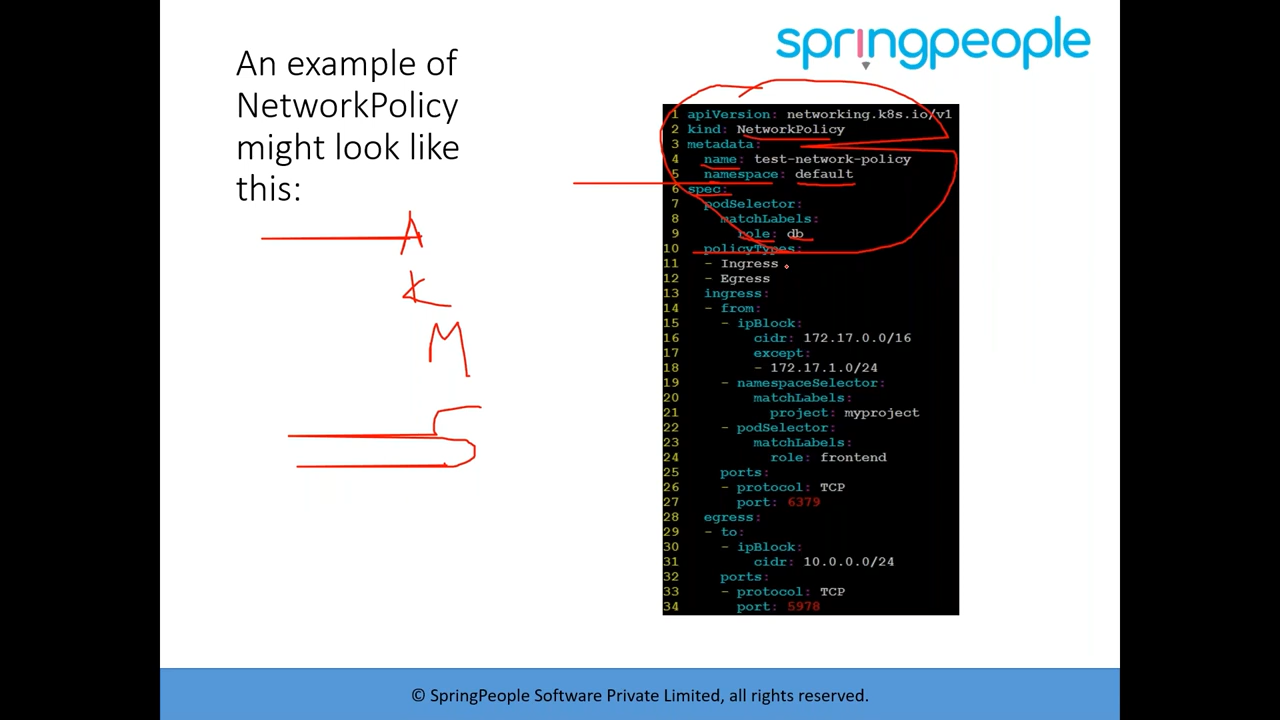 An example of
NetworkPolicy
might look like
this:
A
K
M
S
springpeople
1 apiVersion: networking.k8s.io/v1
2 kind: NetworkPolicy
3 metadata:
4   name: test-network-policy
5   namespace: default
6 spec:
7   podSelector:
8     matchLabels:
9       role: db
10   policyTypes:
11   - Ingress
12   - Egress
13   ingress:
14   - from:
15     - ipBlock:
16         cidr: 172.17.0.0/16
17         except:
18         - 172.17.1.0/24
19     - namespaceSelector:
20         matchLabels:
21           project: myproject
22     - podSelector:
23         matchLabels:
24           role: frontend
25     ports:
26     - protocol: TCP
27       port: 6379
28   egress:
29   - to:
30     - ipBlock:
31         cidr: 10.0.0.0/24
32     ports:
33     - protocol: TCP
34       port: 5978
© SpringPeople Software Private Limited, all rights reserved.